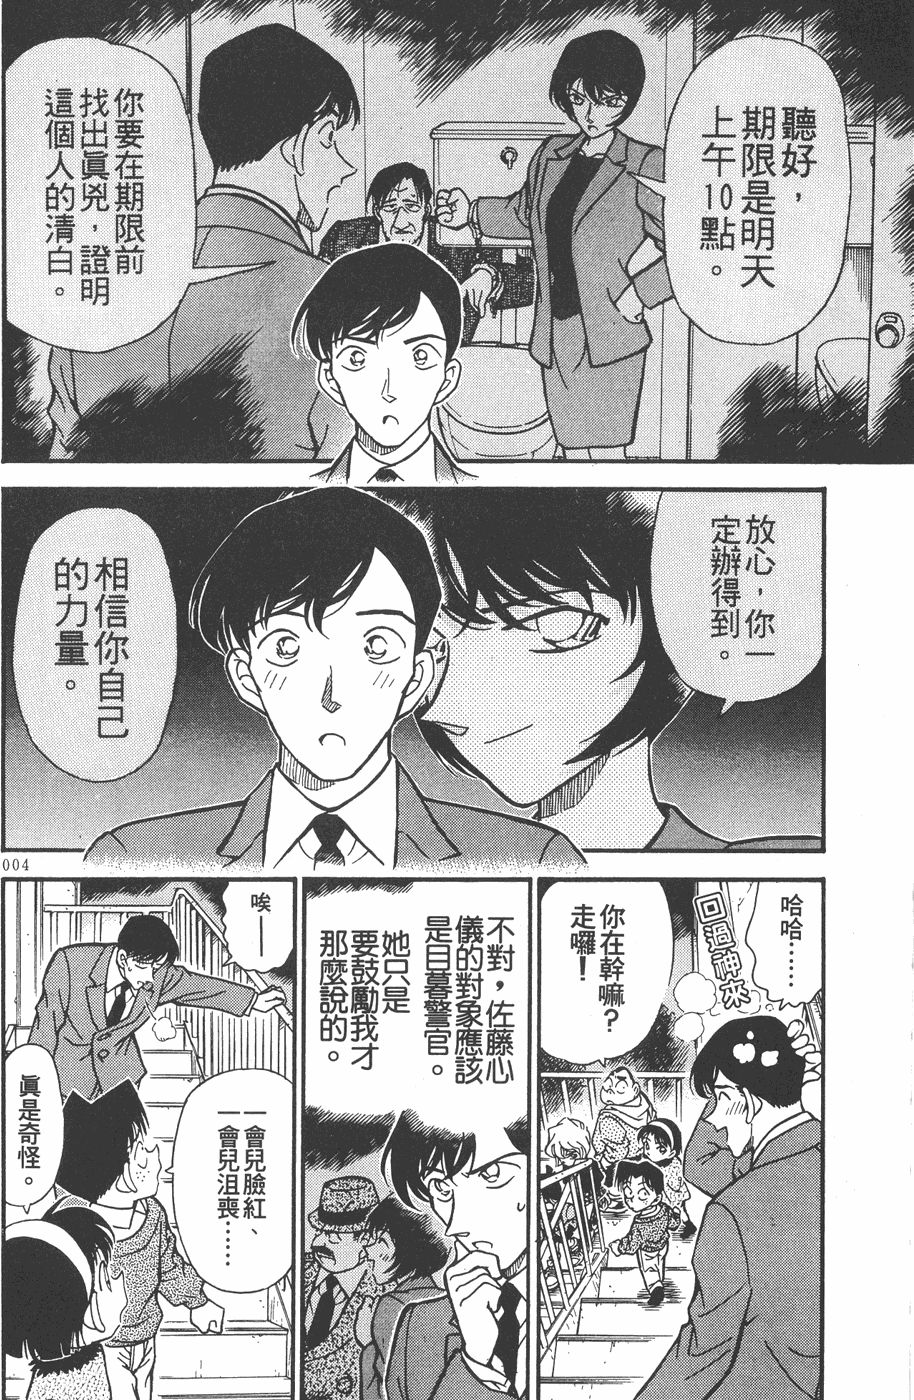 聽好，
期限是明天
上午10點。
你要在期限前
找出眞兇，證明
這個人的清白。
放心，你一
定辦得到。
相信你自己
的力量。
004
哈哈……
回過神來
你在幹嘛？
走囉！
不對，佐藤心
儀的對象應該
是目暮警官。
她只是
要鼓勵我才
那麼說的。
唉——
一會兒臉紅、
一會兒沮喪……
眞是奇怪。